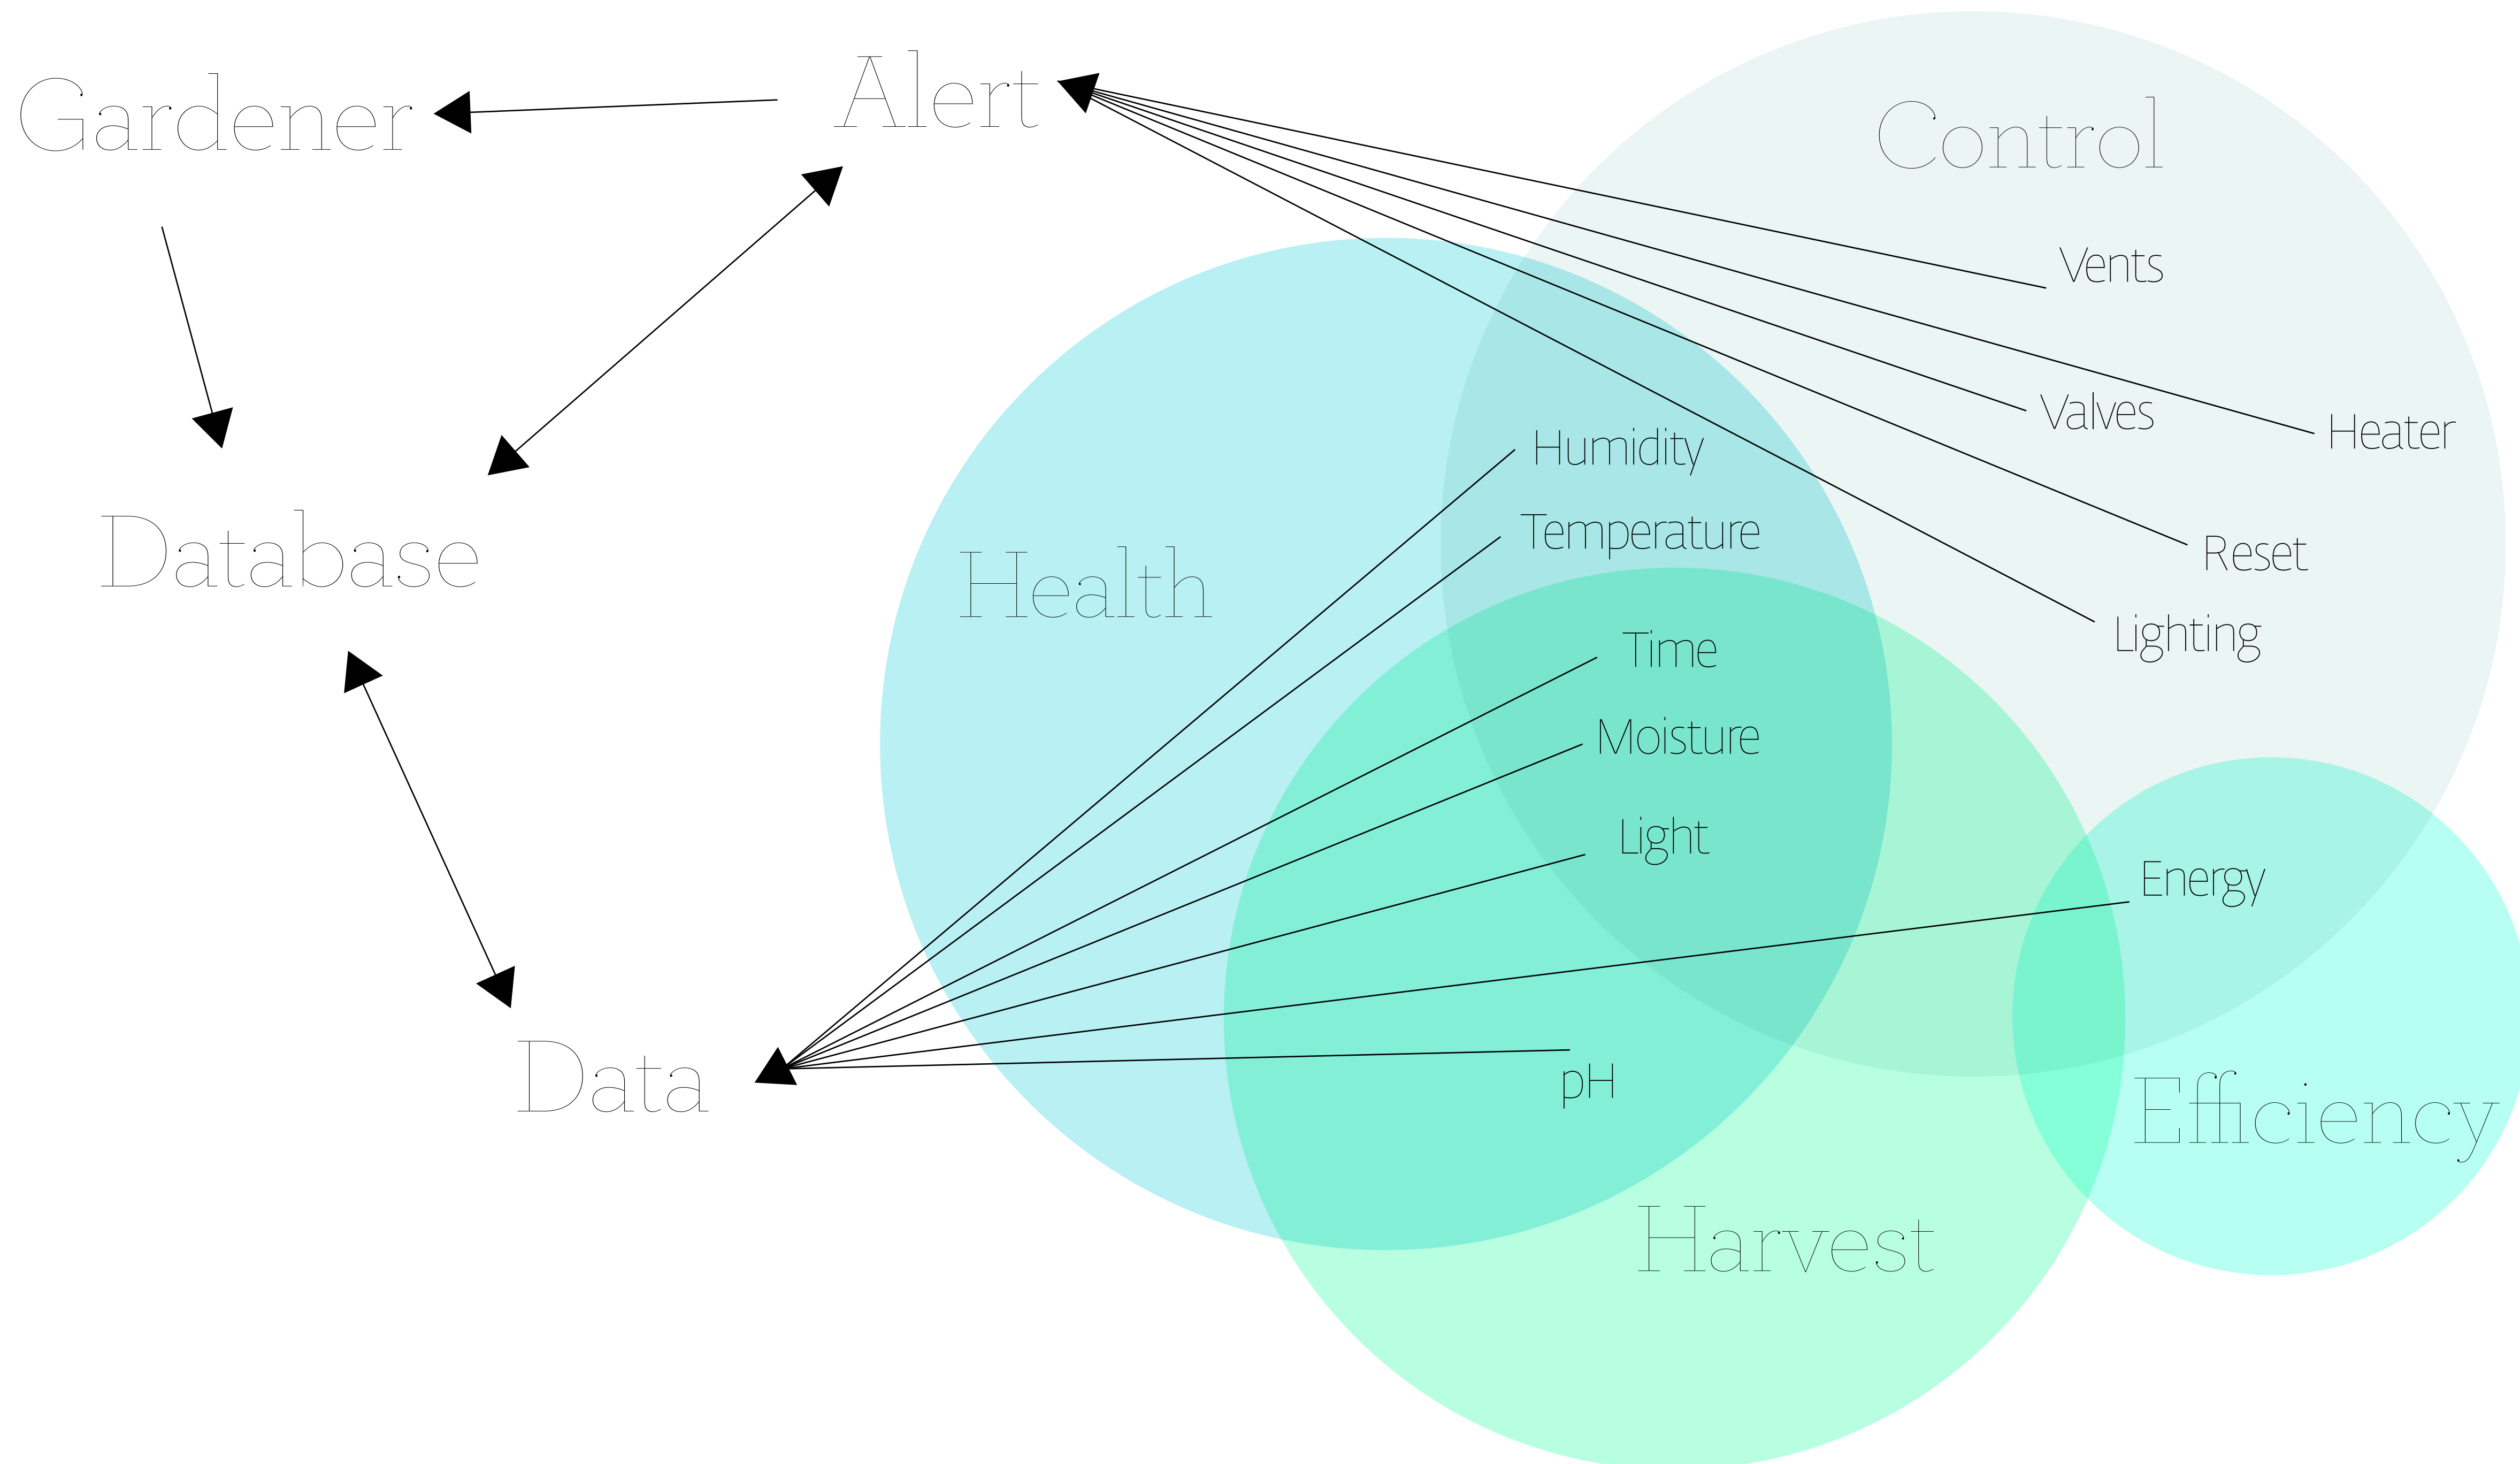 Gardener
Alert
Control
Vents
Valves
Heater
Humidity
Temperature
Reset
Database
Health
Lighting
Time
Moisture
Light
Energy
Data
pH
Efficiency
Harvest